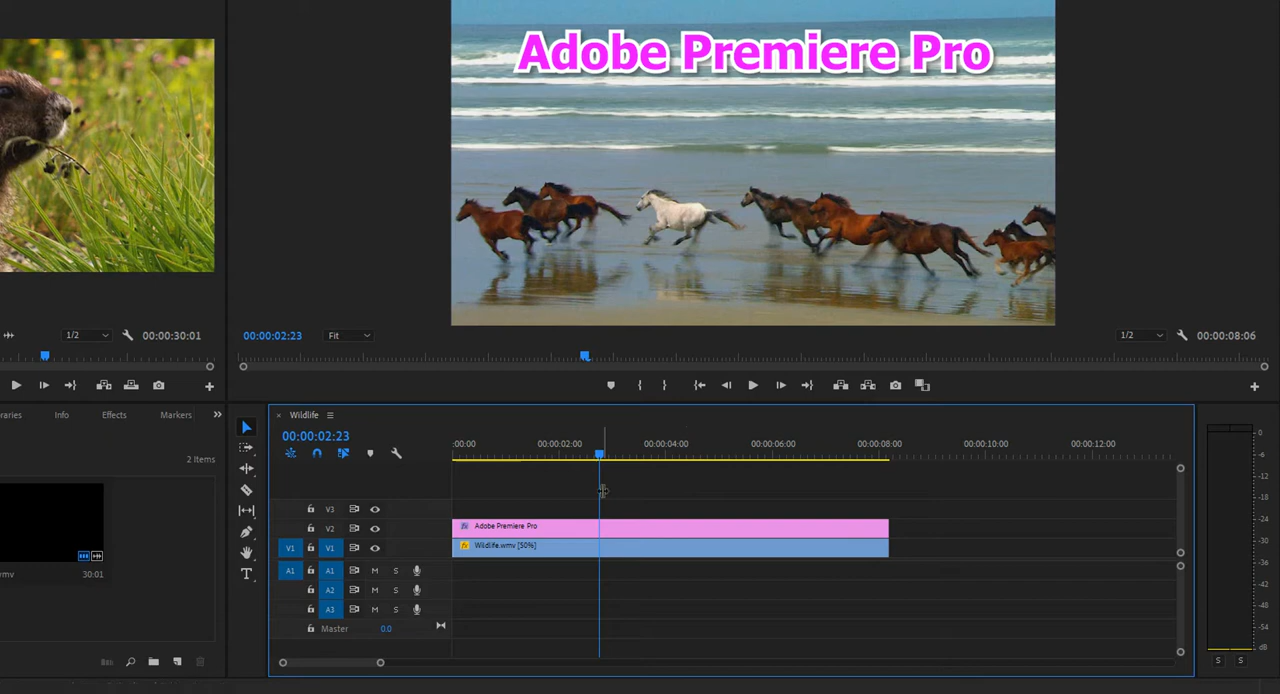 Adobe Premiere Pro
1/2
00:00:30:01
00:00:02:23
Fit
1/2
00:00:08:06
raries
Info
Effects
Markers
»
2 Items
mv
30:01
× Wildlife
00:00:02:23
:00:00
00:00:02:00
00:00:04:00
00:00:06:00
00:00:08:00
00:00:10:00
00:00:12:00
V3
V2
fx Adobe Premiere Pro
V1
V1
fx Wildlife.wmv [50%]
A1
A1
M
S
A2
M
S
A3
M
S
Master
0.0
0
-6
-12
-18
-24
-30
-36
-42
-48
-54
dB
S
S